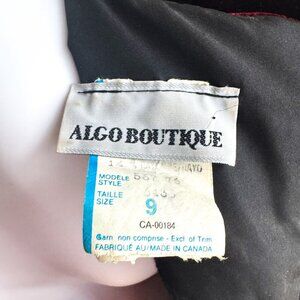 ALGO BOUTIQUE
MODÈLE
STYLE
TAILLE
SIZE 9
CA-00184
Garn. non comprise - Excl of Trim.
FABRIQUÉ AU/MADE IN CANADA